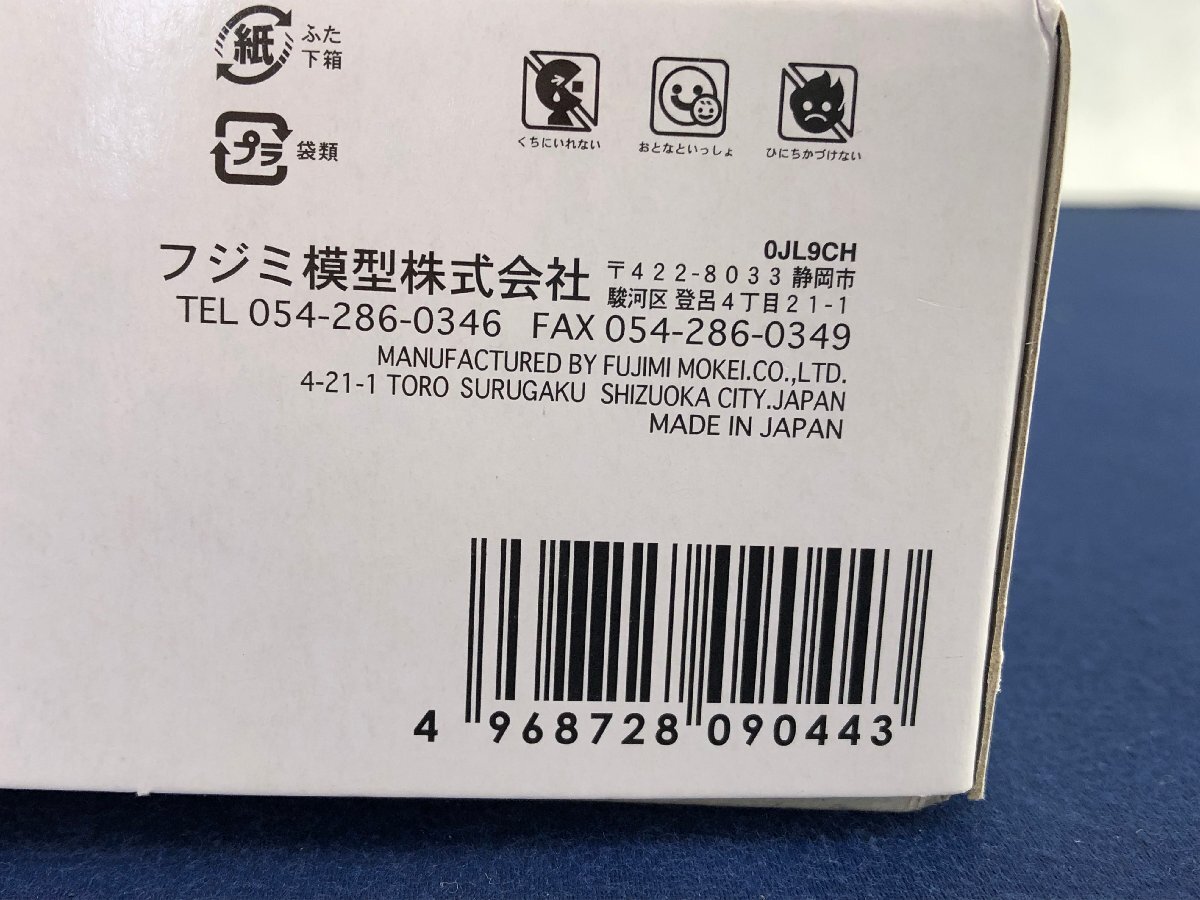 紙 ふた
下箱
プラ 袋類
くちにいれない おとなといっしょ ひにちかづけない
0JL9CH
フジミ模型株式会社 〒422-8033 静岡市
駿河区 登呂4丁目21-1
TEL 054-286-0346 FAX 054-286-0349
MANUFACTURED BY FUJIMI MOKEI.CO.,LTD.
4-21-1 TORO SURUGAKU SHIZUOKA CITY.JAPAN
MADE IN JAPAN
4 968728 090443